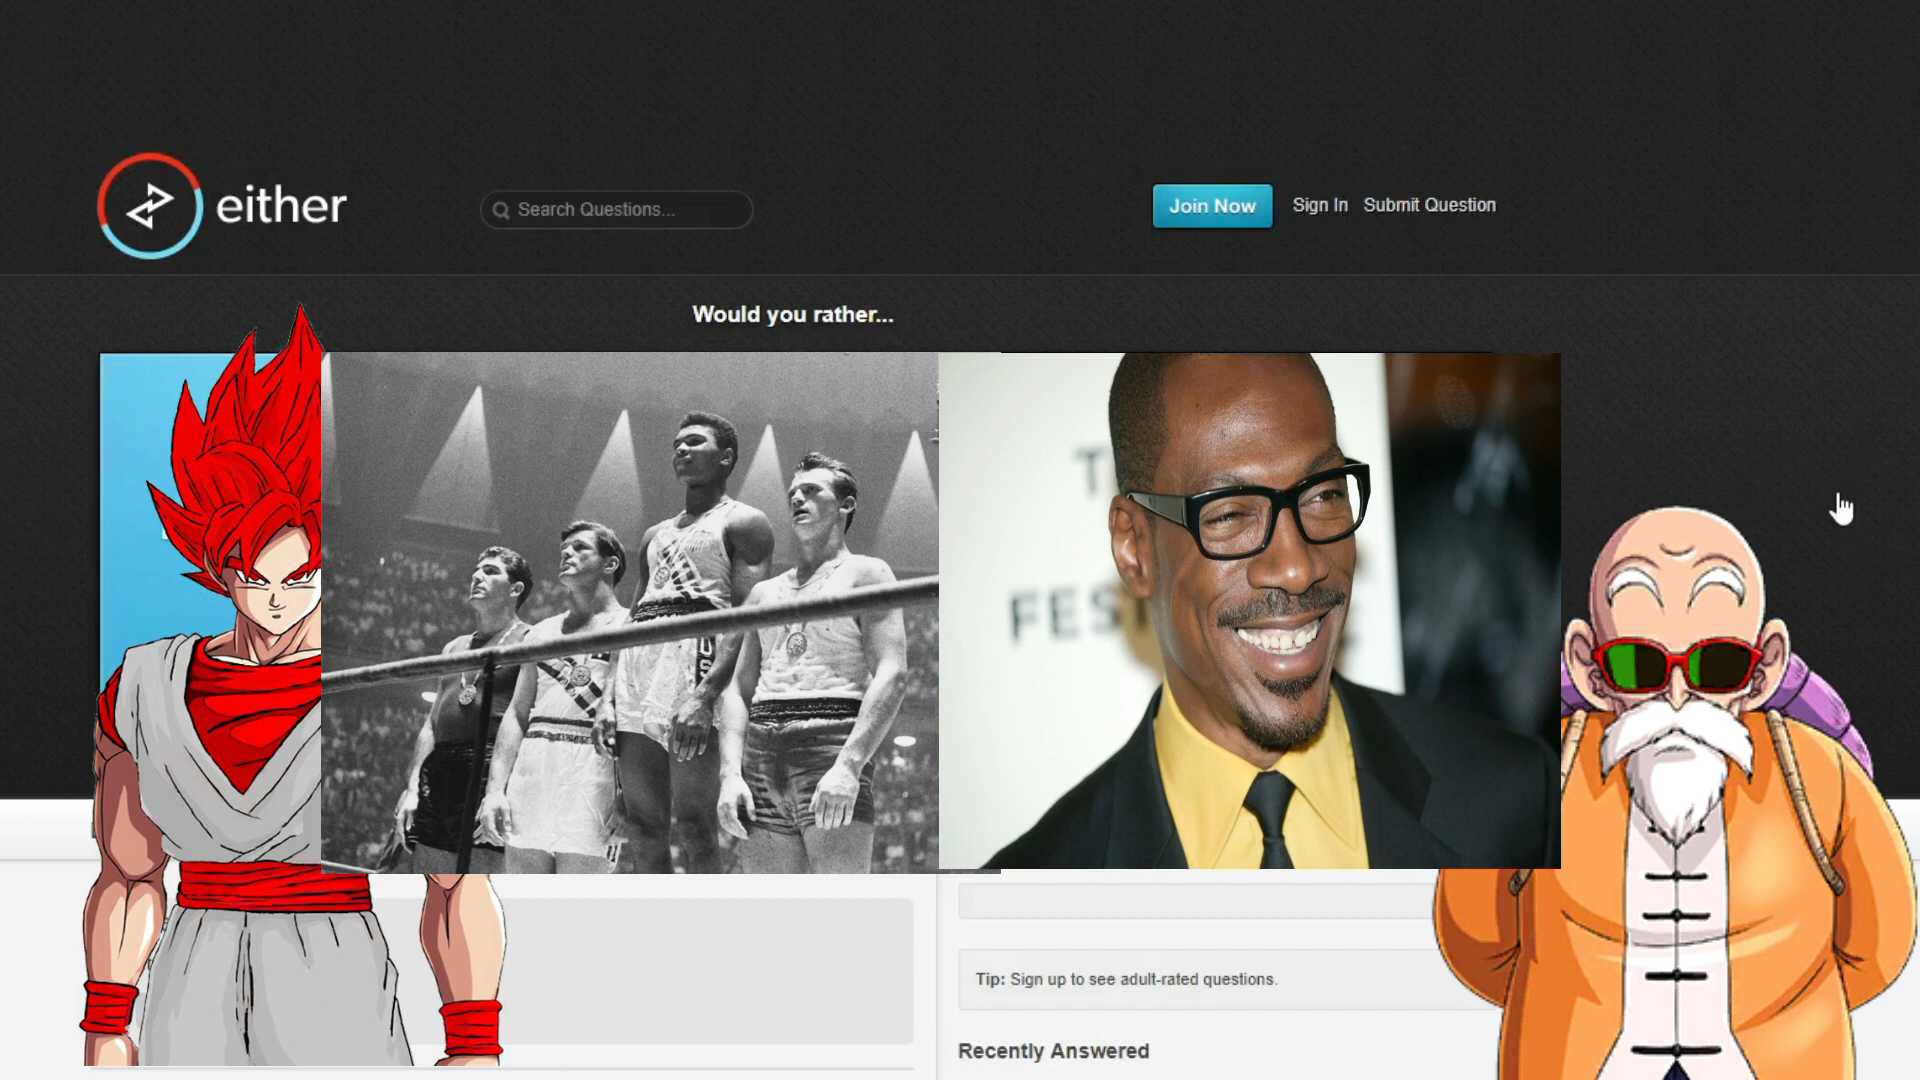 either
Search Questions...
Join Now
Sign In
Submit Question
Would you rather...
FES
Tip: Sign up to see adult-rated questions.
Recently Answered